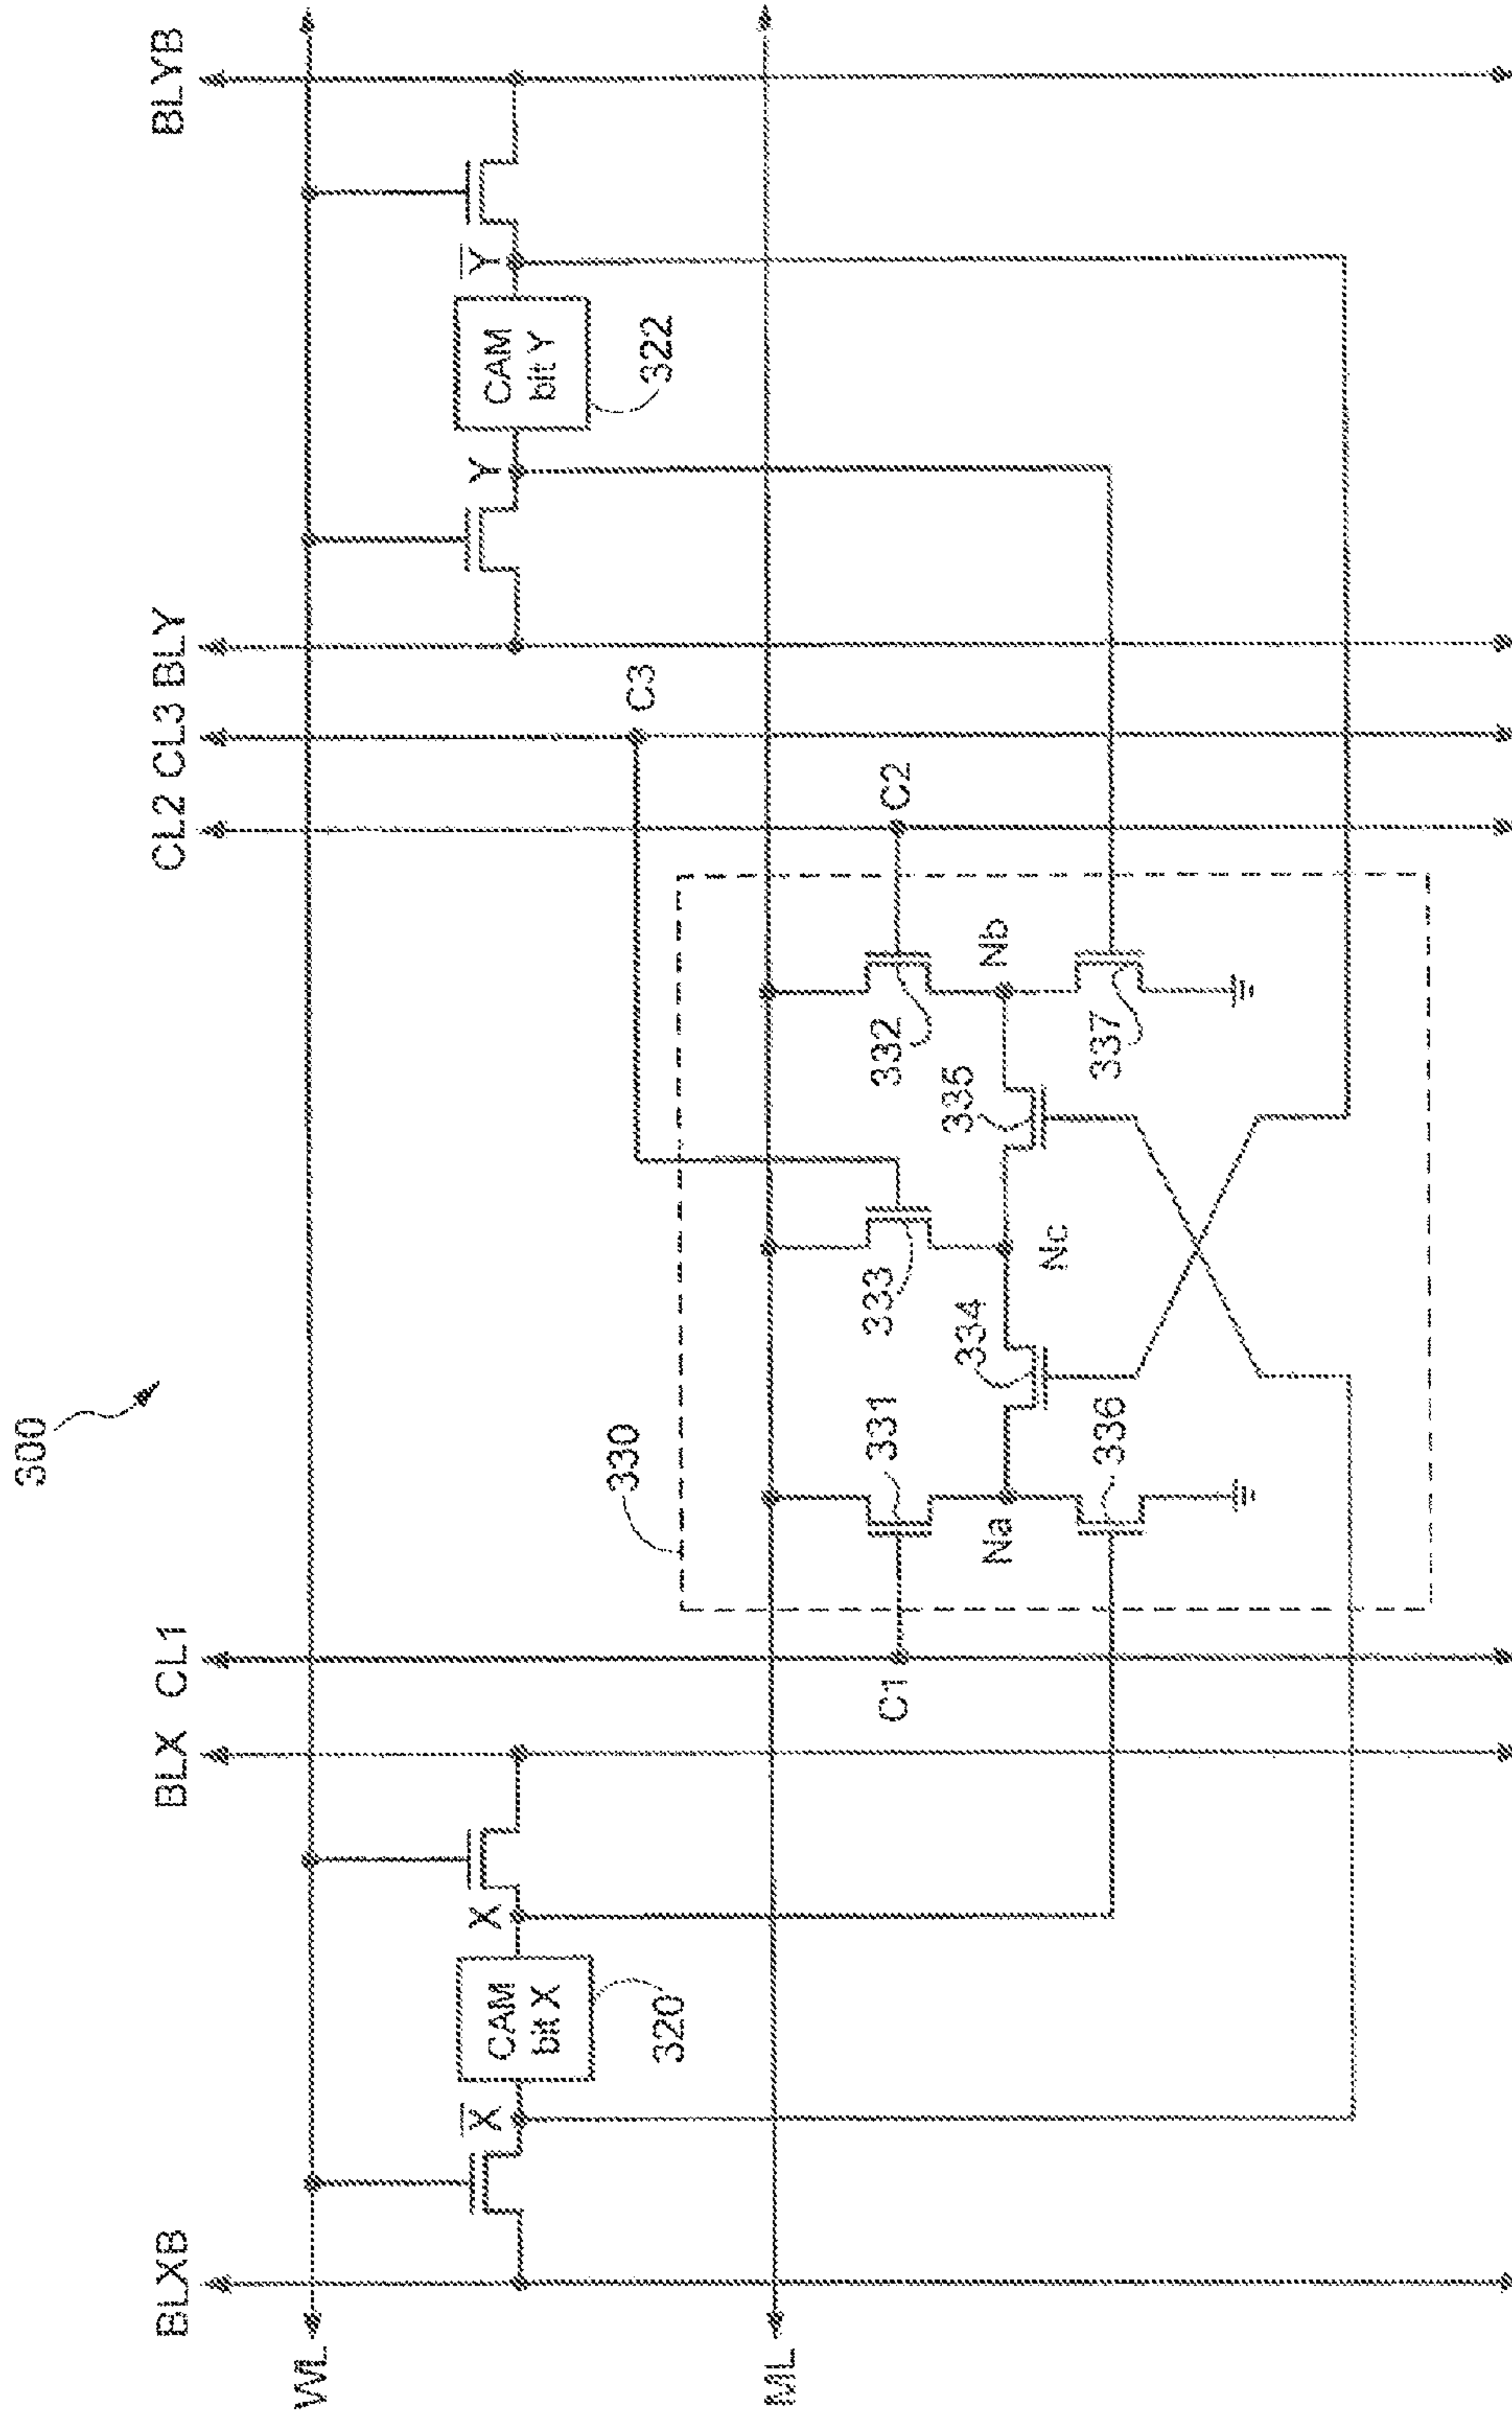 300
BLXB
BLX
CL1
CL2
CL3
BLY
BLYB
WL
X
CAM
bit X
X
320
Y
CAM
bit Y
Y
322
C3
330
ML
C1
331
333
332
C2
Na
334
Nc
335
Nb
336
337